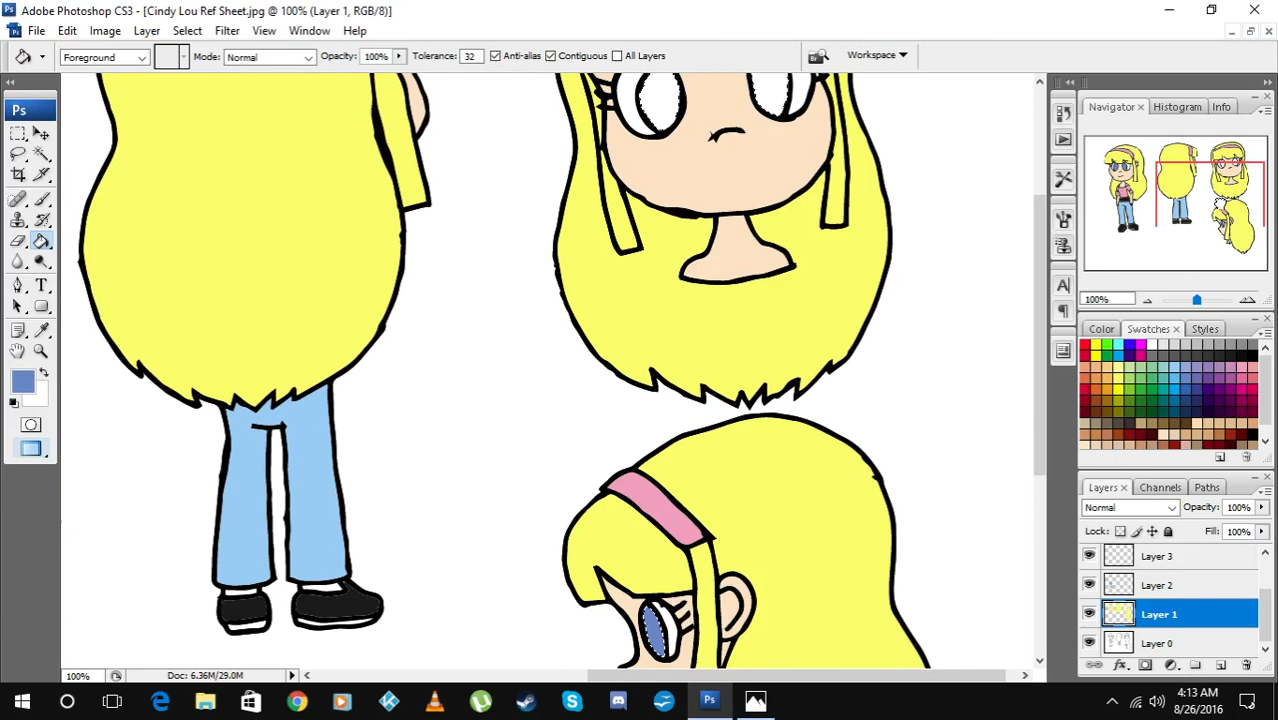 Adobe Photoshop CS3 - [Cindy Lou Ref Sheet.jpg @ 100% (Layer 1, RGB/8)]
File Edit Image Layer Select Filter View Window Help
Foreground Mode: Normal Opacity: 100% Tolerance: 32 Anti-alias Contiguous All Layers Workspace
Ps
Navigator Histogram Info
100%
Color Swatches Styles
Layers Channels Paths
Normal Opacity: 100%
Lock: Fill: 100%
Layer 3
Layer 2
Layer 1
Layer 0
100% Doc: 6.36M/29.0M
4:13 AM
8/26/2016